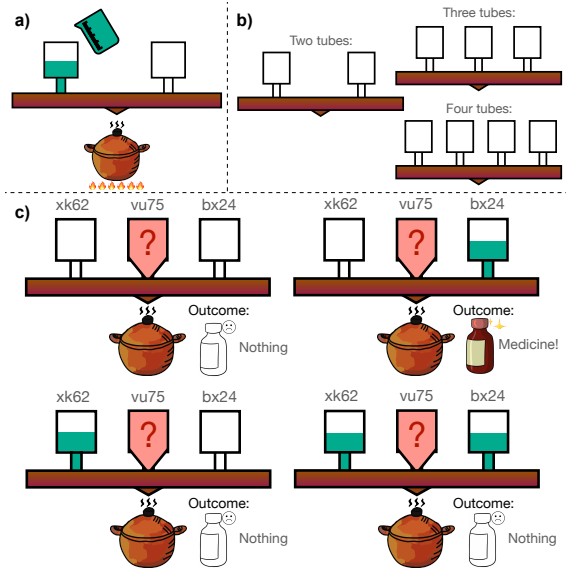 a)
b)
Two tubes:
Three tubes:
Four tubes:
c)
xk62 vu75 bx24
?
Outcome:
Nothing
xk62 vu75 bx24
?
Outcome:
Medicine!
xk62 vu75 bx24
?
Outcome:
Nothing
xk62 vu75 bx24
?
Outcome:
Nothing